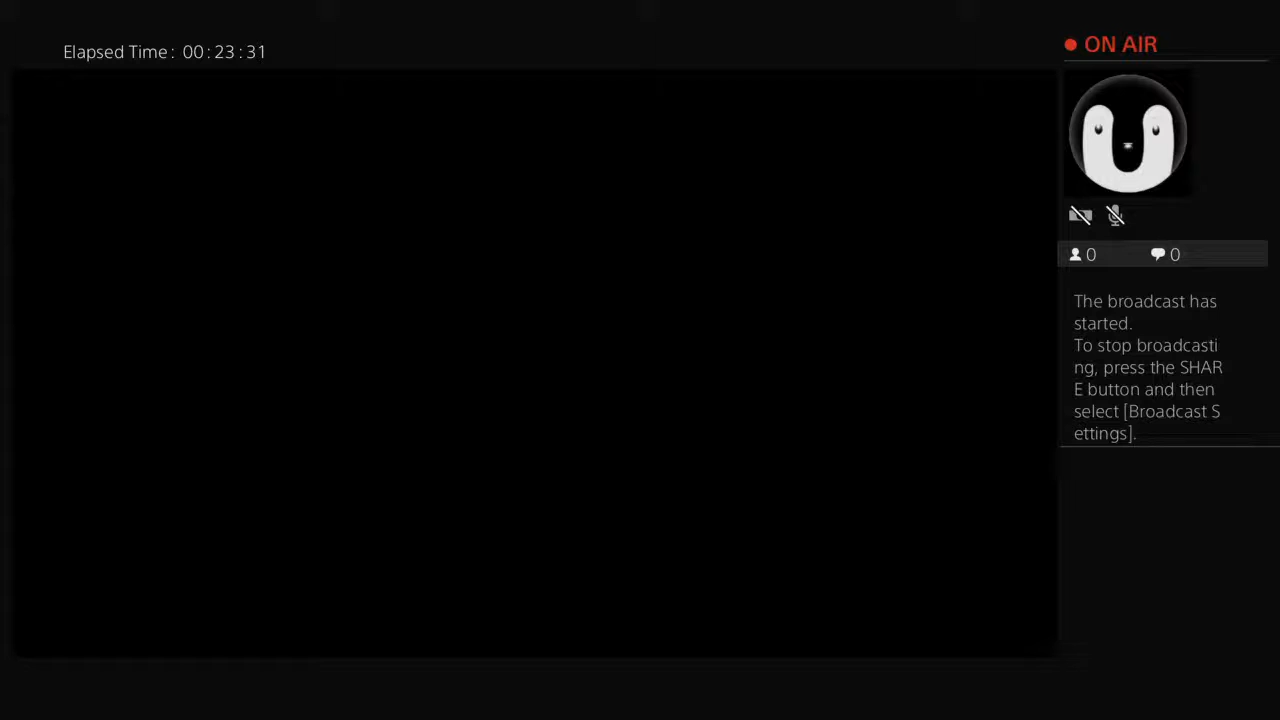 Elapsed Time: 00:23:31
ON AIR
0 0
The broadcast has
started.
To stop broadcasti
ng, press the SHAR
E button and then
select [Broadcast S
ettings].